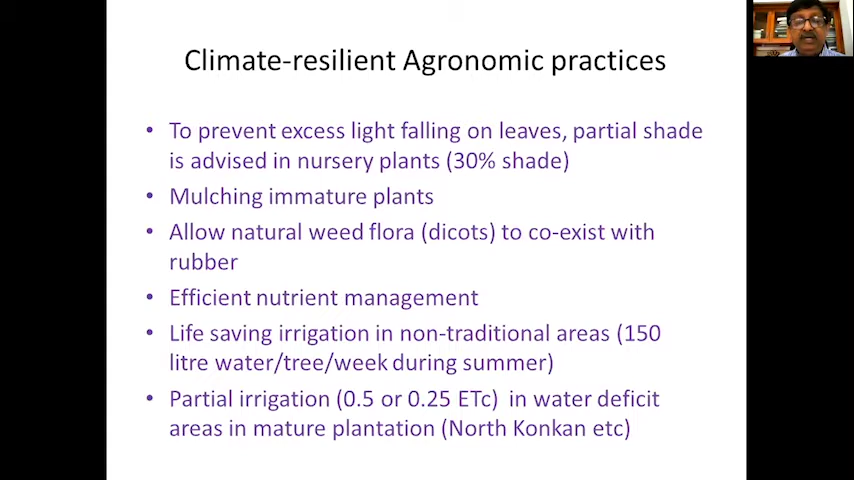 Climate-resilient Agronomic practices
• To prevent excess light falling on leaves, partial shade
is advised in nursery plants (30% shade)
• Mulching immature plants
• Allow natural weed flora (dicots) to co-exist with
rubber
• Efficient nutrient management
• Life saving irrigation in non-traditional areas (150
litre water/tree/week during summer)
• Partial irrigation (0.5 or 0.25 ETc) in water deficit
areas in mature plantation (North Konkan etc)